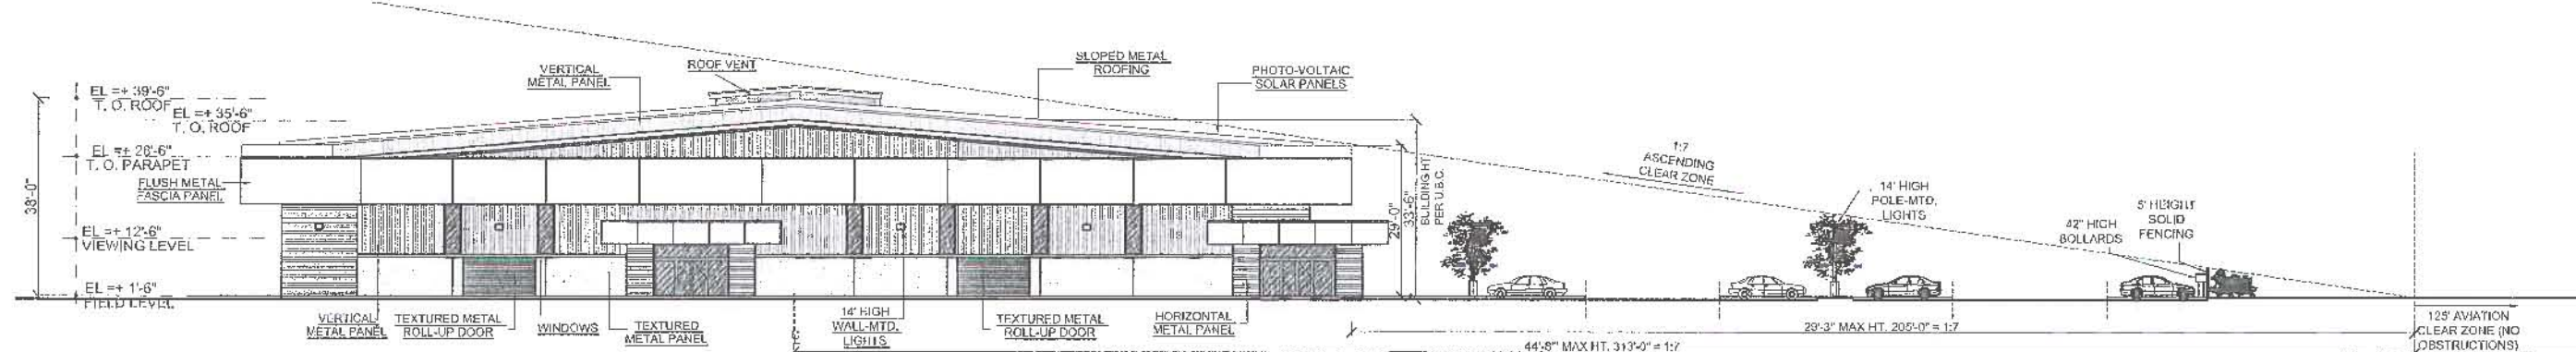 EL =+ 39'-6"
T. O. ROOF
EL =+ 35'-6"
T. O. ROOF
EL =+ 28'-6"
T. O. PARAPET
FLUSH METAL
FASCIA PANEL
38'-0"
EL =+ 12'-6"
VIEWING LEVEL
EL =+ 1'-6"
FIELD LEVEL
VERTICAL
METAL PANEL
ROOF VENT
SLOPED METAL
ROOFING
PHOTO-VOLTAIC
SOLAR PANELS
29'-0"
33'-6"
BUILDING HT.
PER U.B.C.
1:7
ASCENDING
CLEAR ZONE
14' HIGH
POLE-MTD.
LIGHTS
42" HIGH
BOLLARDS
HEIGHT
SOLID
FENCING
VERTICAL
METAL PANEL
TEXTURED METAL
ROLL-UP DOOR
WINDOWS
TEXTURED
METAL PANEL
14' HIGH
WALL-MTD.
LIGHTS
TEXTURED METAL
ROLL-UP DOOR
HORIZONTAL
METAL PANEL
29'-3" MAX HT. 205'-0" = 1:7
44'-8" MAX HT. 313'-0" = 1:7
125' AVIATION
CLEAR ZONE (NO
OBSTRUCTIONS)